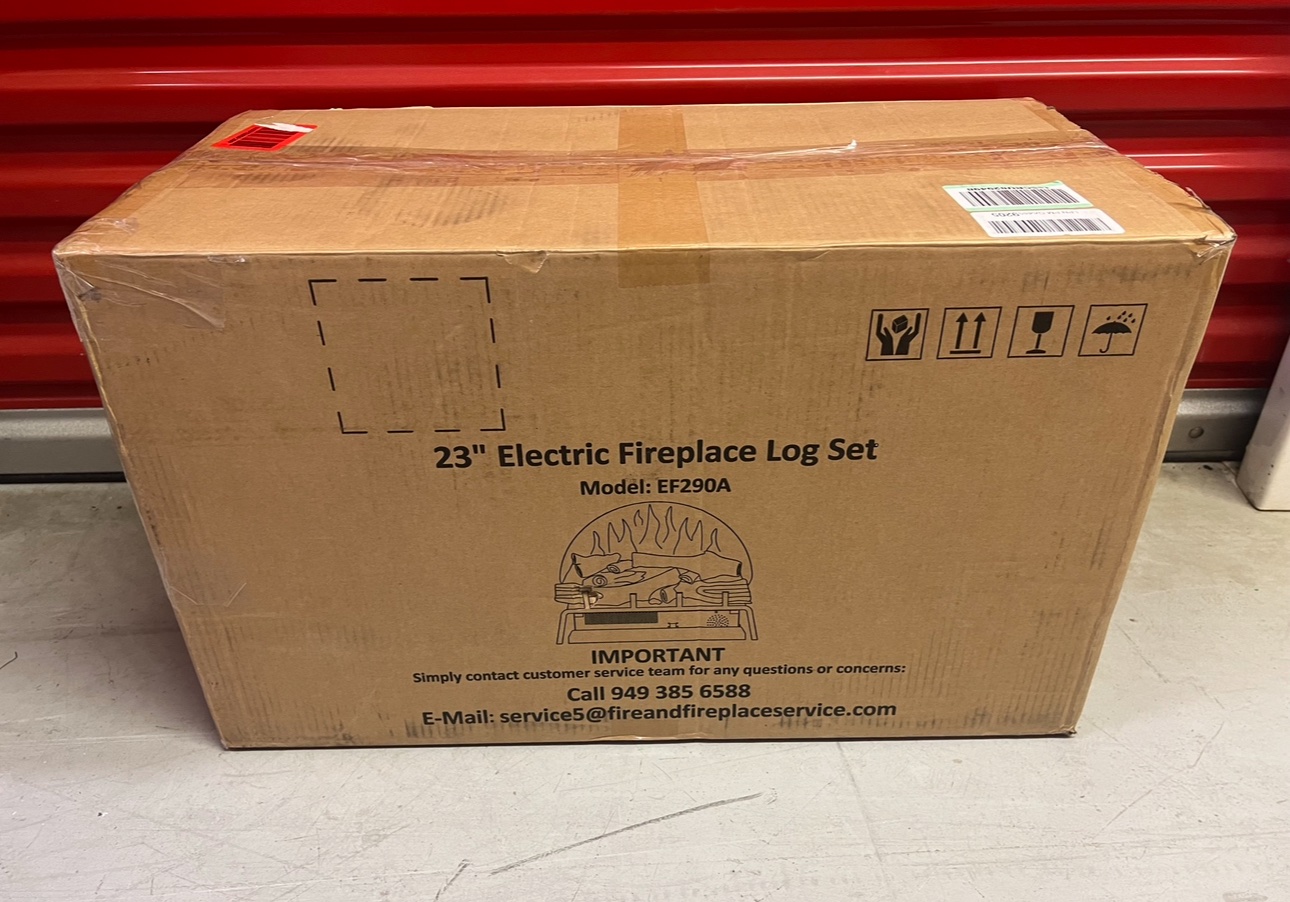 23" Electric Fireplace Log Set
Model: EF290A
IMPORTANT
Simply contact customer service team for any questions or concerns:
Call 949 385 6588
E-Mail: service5@fireandfireplaceservice.com